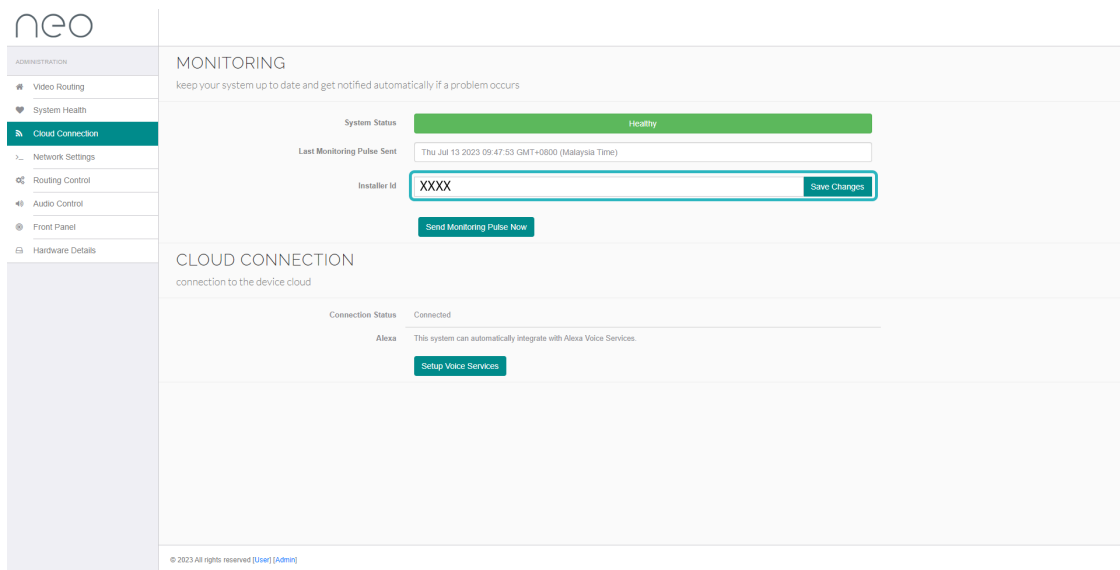 neo
ADMINISTRATION
Video Routing
System Health
Cloud Connection
Network Settings
Routing Control
Audio Control
Front Panel
Hardware Details
MONITORING
keep your system up to date and get notified automatically if a problem occurs
System Status Healthy
Last Monitoring Pulse Sent Thu Jul 13 2023 09:47:53 GMT+0800 (Malaysia Time)
Installer Id XXXX Save Changes
Send Monitoring Pulse Now
CLOUD CONNECTION
connection to the device cloud
Connection Status Connected
Alexa This system can automatically integrate with Alexa Voice Services.
Setup Voice Services
© 2023 All rights reserved [User] [Admin]